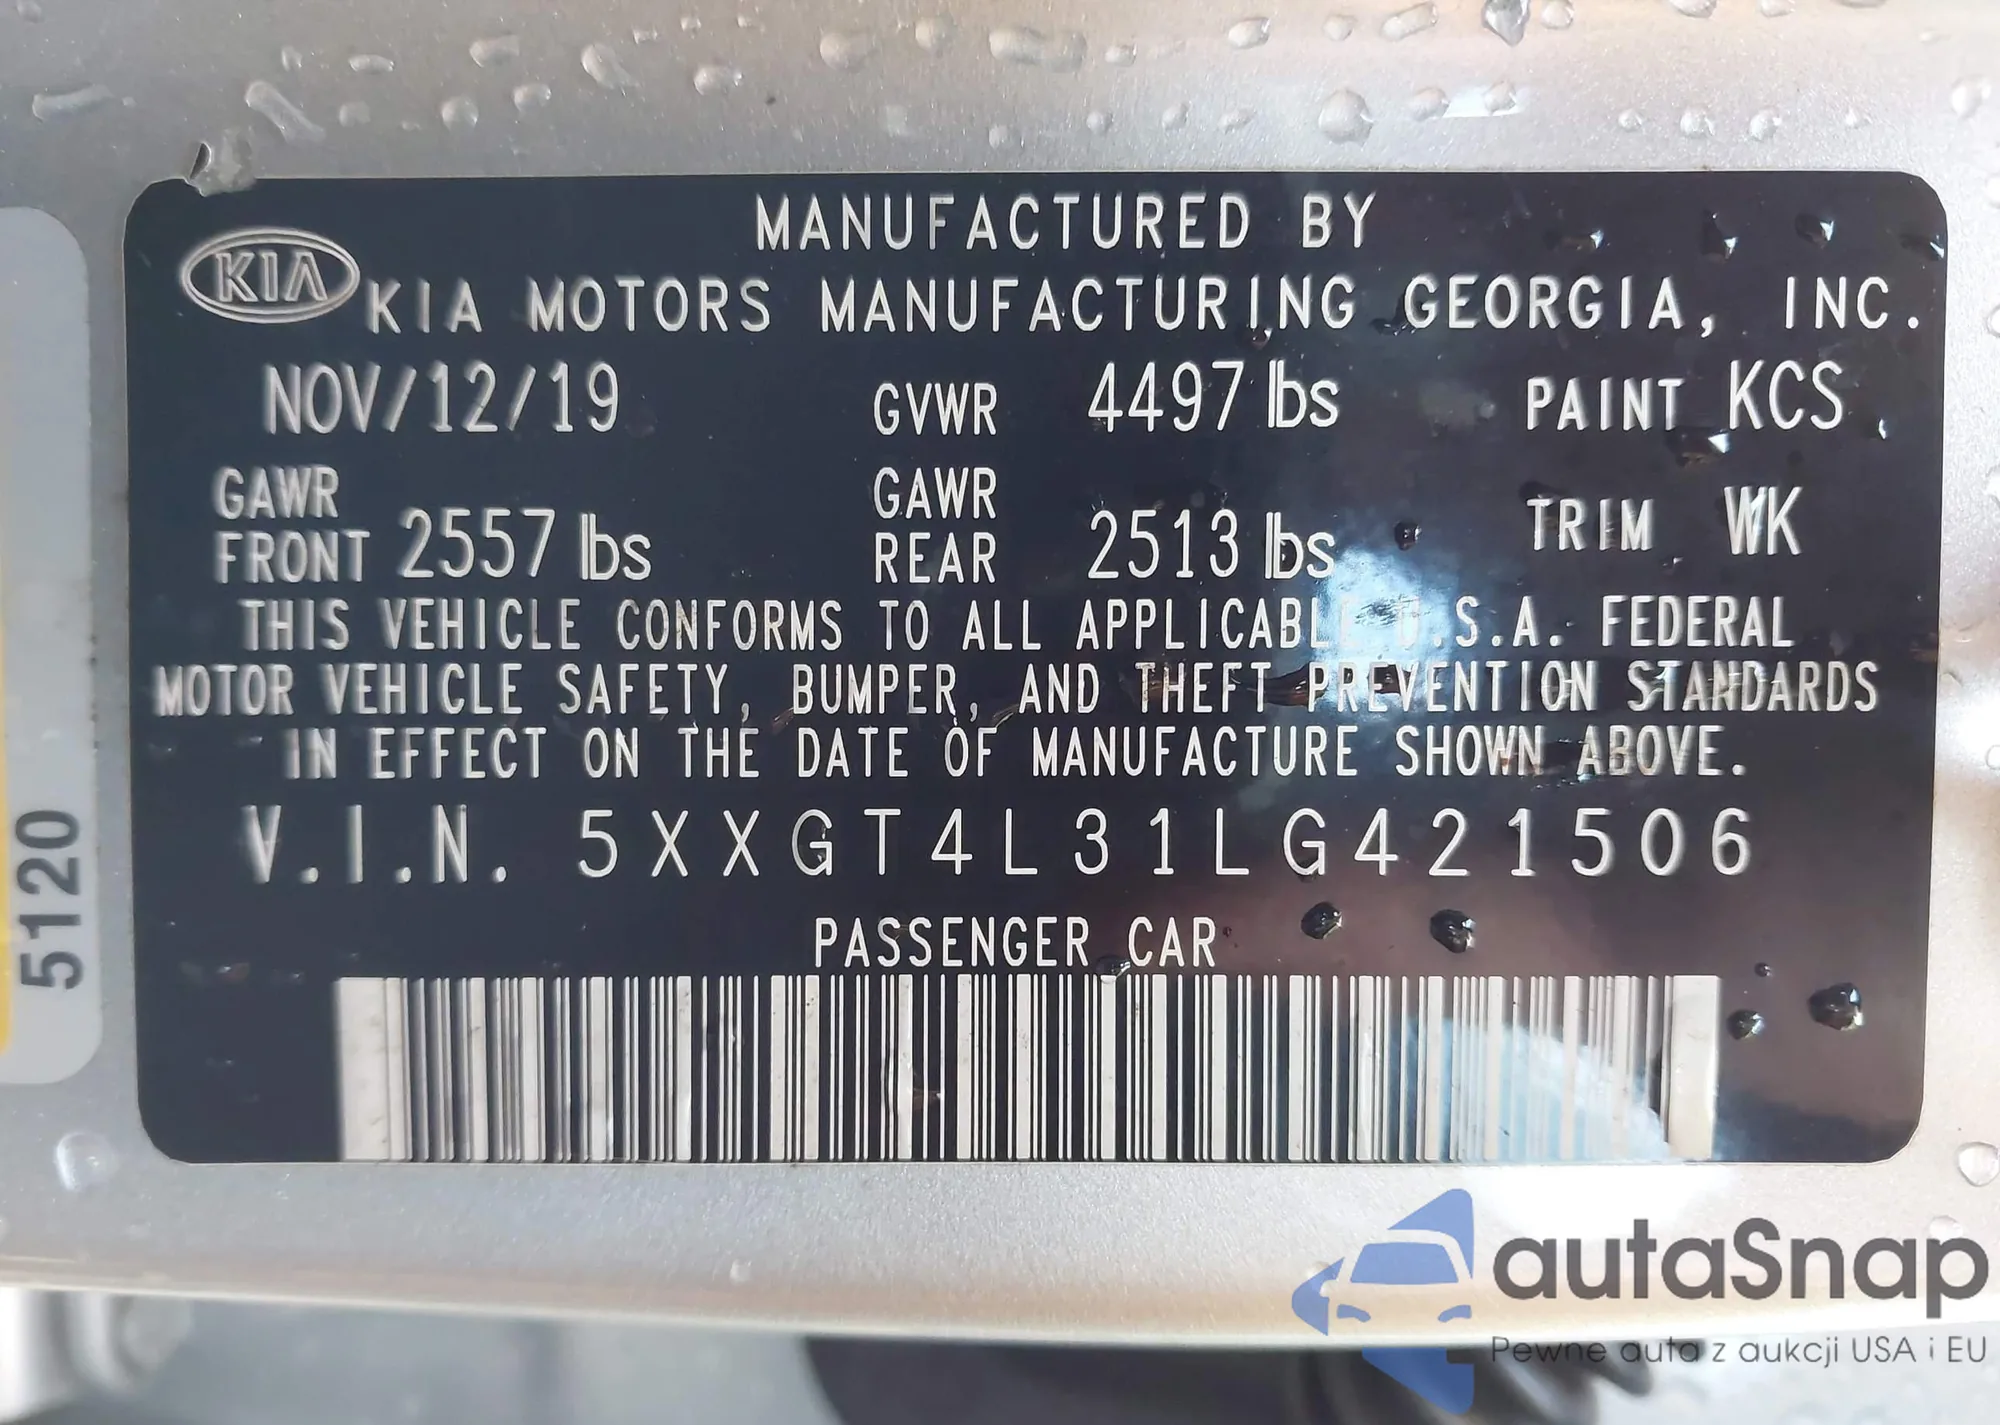 MANUFACTURED BY
KIA
KIA MOTORS MANUFACTURING GEORGIA, INC.
NOV/12/19 GVWR 4497 lbs PAINT KCS
GAWR FRONT 2557 lbs GAWR REAR 2513 lbs TRIM WK
THIS VEHICLE CONFORMS TO ALL APPLICABLE U.S.A. FEDERAL
MOTOR VEHICLE SAFETY, BUMPER, AND THEFT PREVENTION STANDARDS
IN EFFECT ON THE DATE OF MANUFACTURE SHOWN ABOVE.
V.I.N. 5XXGT4L31LG421506
PASSENGER CAR
5120
autaSnap
Pewne auta z aukcji USA i EU